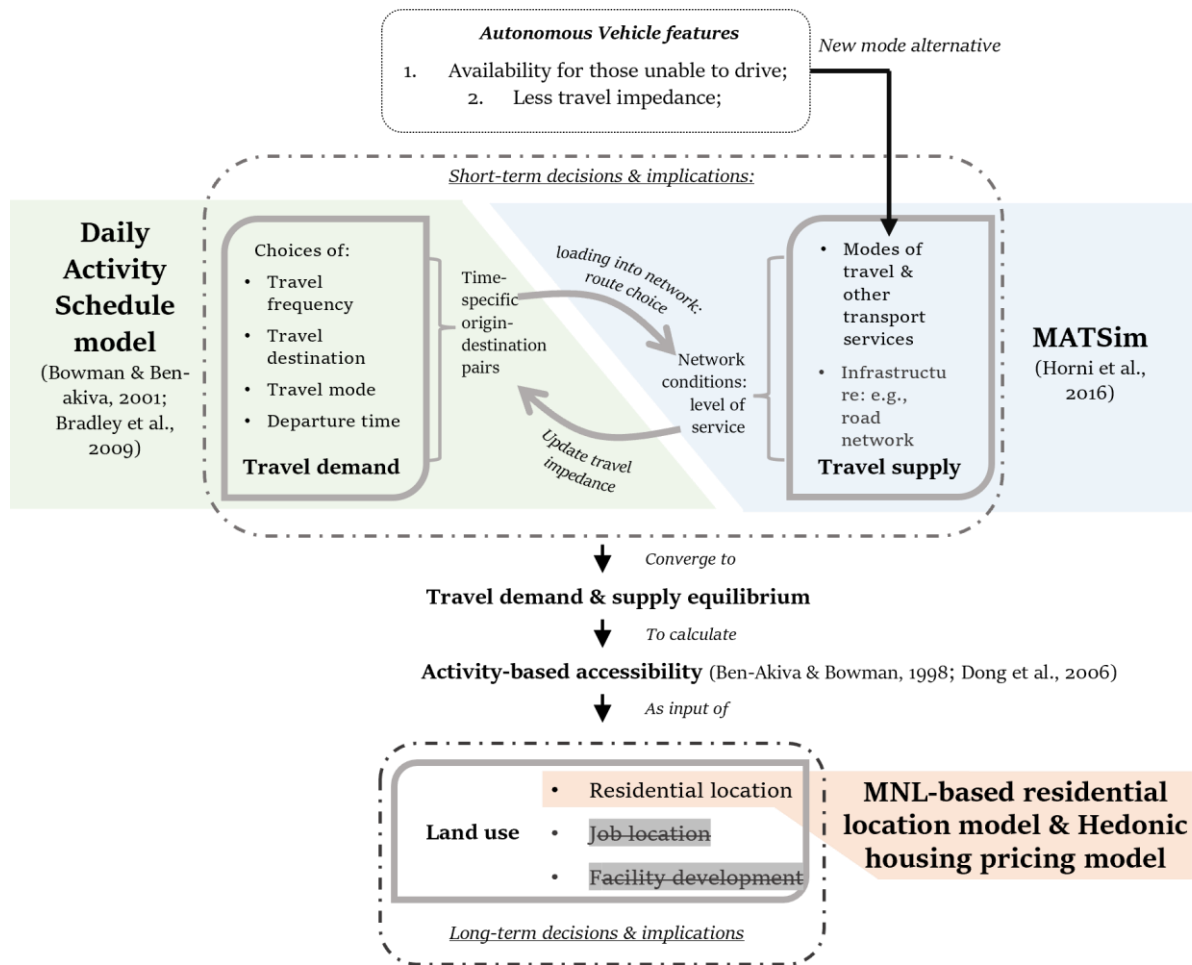 Autonomous Vehicle features
1. Availability for those unable to drive;
2. Less travel impedance;
New mode alternative
Short-term decisions & implications:
Daily
Activity
Schedule
model
(Bowman & Ben-
akiva, 2001;
Bradley et al.,
2009)
Choices of:
• Travel
frequency
• Travel
destination
• Travel mode
• Departure time
Travel demand
Time-
specific
origin-
destination
pairs
loading into network:
route choice
Update travel
impedance
Network
conditions:
level of
service
• Modes of
travel &
other
transport
services
• Infrastructu
re: e.g.,
road
network
Travel supply
MATSim
(Horni et al.,
2016)
Converge to
Travel demand & supply equilibrium
To calculate
Activity-based accessibility (Ben-Akiva & Bowman, 1998; Dong et al., 2006)
As input of
Land use
• Residential location
• Job location
• Facility development
Long-term decisions & implications
MNL-based residential
location model & Hedonic
housing pricing model